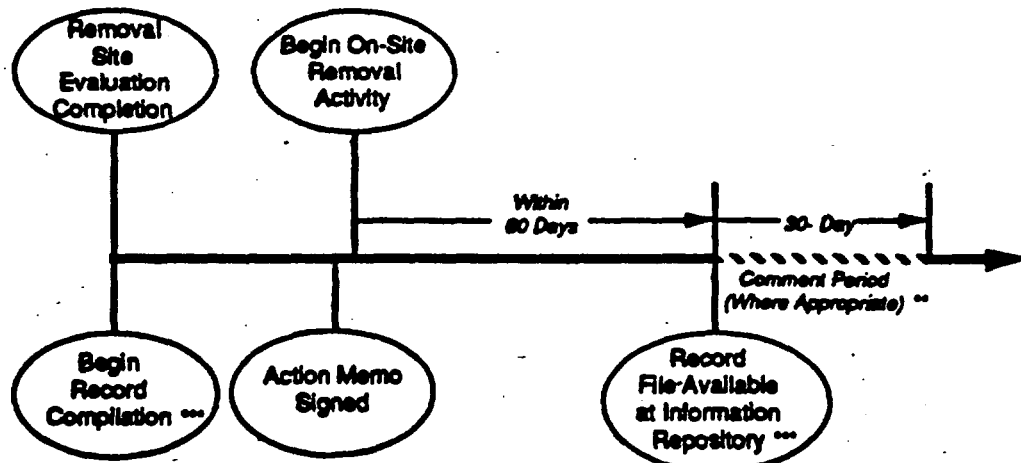 Removal
Site
Evaluation
Completion
Begin On-Site
Removal
Activity
Within
60 Days
30- Day
Comment Period
(Where Appropriate) **
Begin
Record
Compilation ***
Action Memo
Signed
Record
File Available
at Information
Repository ***